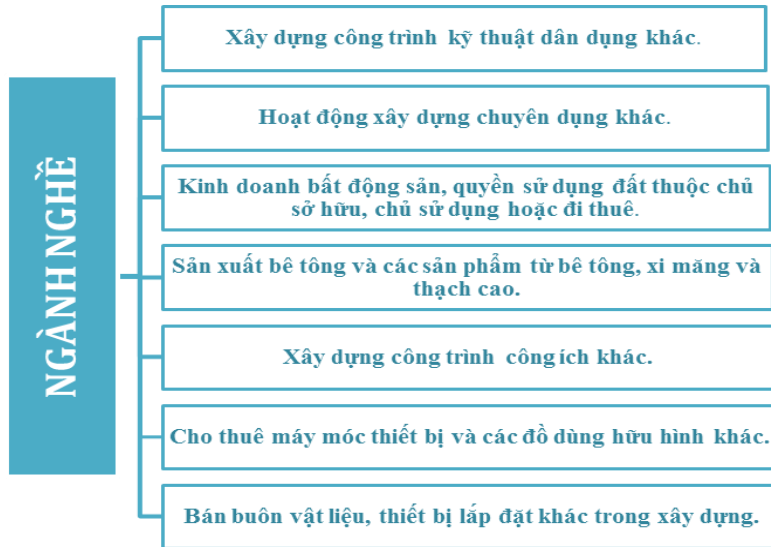 NGÀNH NGHỀ
Xây dựng công trình kỹ thuật dân dụng khác.
Hoạt động xây dựng chuyên dụng khác.
Kinh doanh bất động sản, quyền sử dụng đất thuộc chủ
sở hữu, chủ sử dụng hoặc đi thuê.
Sản xuất bê tông và các sản phẩm từ bê tông, xi măng và
thạch cao.
Xây dựng công trình công ích khác.
Cho thuê máy móc thiết bị và các đồ dùng hữu hình khác.
Bán buôn vật liệu, thiết bị lắp đặt khác trong xây dựng.